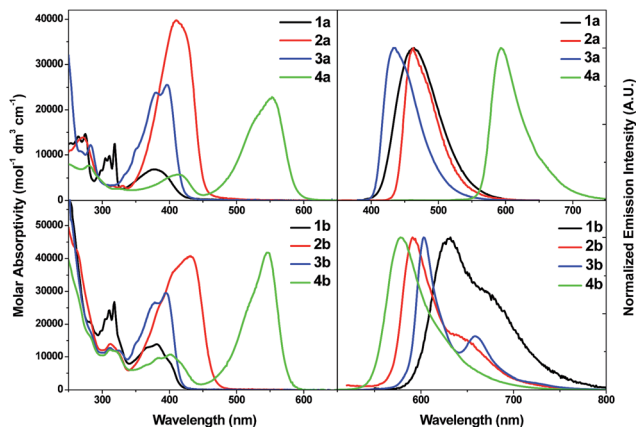 Molar Absorptivity (mol⁻¹ dm³ cm⁻¹)
40000
30000
20000
10000
0
1a
2a
3a
4a
300
400
500
600
1a
2a
3a
4a
400
500
600
700
Normalized Emission Intensity (A.U.)
50000
40000
30000
20000
10000
0
1b
2b
3b
4b
300
400
500
600
Wavelength (nm)
1b
2b
3b
4b
600
700
800
Wavelength (nm)